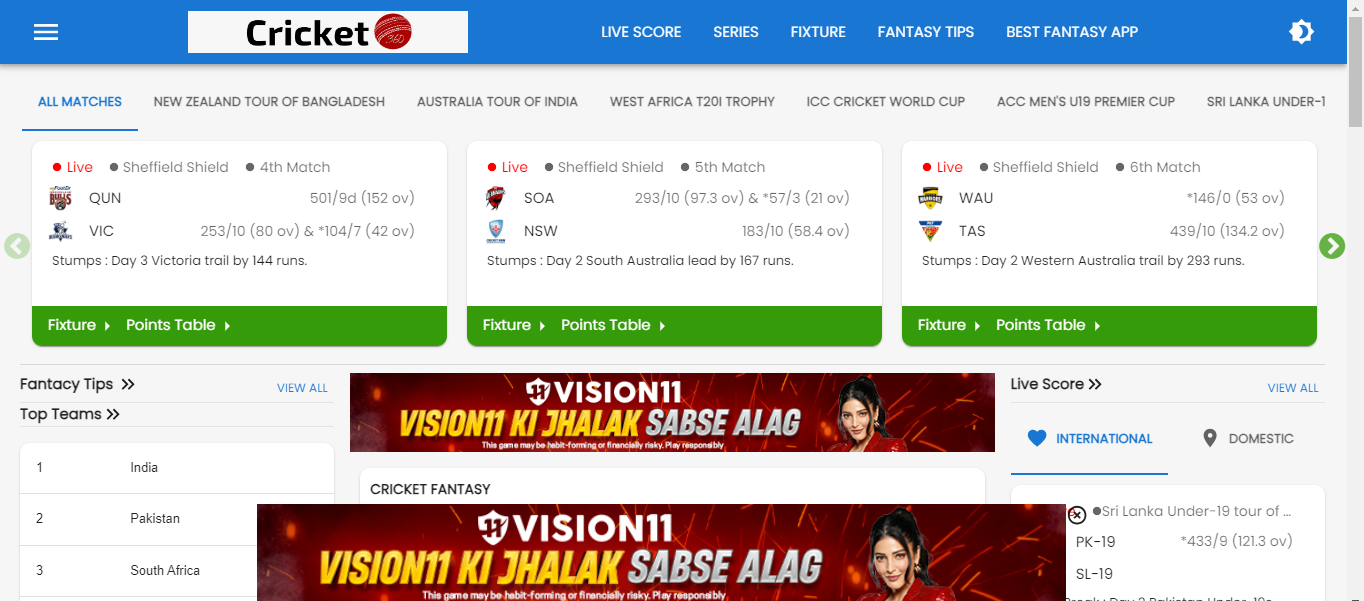 Cricket 360
LIVE SCORE SERIES FIXTURE FANTASY TIPS BEST FANTASY APP
ALL MATCHES NEW ZEALAND TOUR OF BANGLADESH AUSTRALIA TOUR OF INDIA WEST AFRICA T20I TROPHY ICC CRICKET WORLD CUP ACC MEN'S U19 PREMIER CUP SRI LANKA UNDER-1
Live Sheffield Shield 4th Match
QUN 501/9d (152 ov)
VIC 253/10 (80 ov) & *104/7 (42 ov)
Stumps : Day 3 Victoria trail by 144 runs.
Fixture Points Table
Live Sheffield Shield 5th Match
SOA 293/10 (97.3 ov) & *57/3 (21 ov)
NSW 183/10 (58.4 ov)
Stumps : Day 2 South Australia lead by 167 runs.
Fixture Points Table
Live Sheffield Shield 6th Match
WAU *146/0 (53 ov)
TAS 439/10 (134.2 ov)
Stumps : Day 2 Western Australia trail by 293 runs.
Fixture Points Table
Fantacy Tips
VIEW ALL
Top Teams
1 India
2 Pakistan
3 South Africa
VISION11
VISION11 KI JHALAK SABSE ALAG
This game may be habit-forming or financially risky. Play responsibly
CRICKET FANTASY
VISION11
VISION11 KI JHALAK SABSE ALAG
This game may be habit-forming or financially risky. Play responsibly
Live Score
VIEW ALL
INTERNATIONAL DOMESTIC
Sri Lanka Under-19 tour of ...
PK-19 *433/9 (121.3 ov)
SL-19
Break : Day 2 Pakistan Under-19s